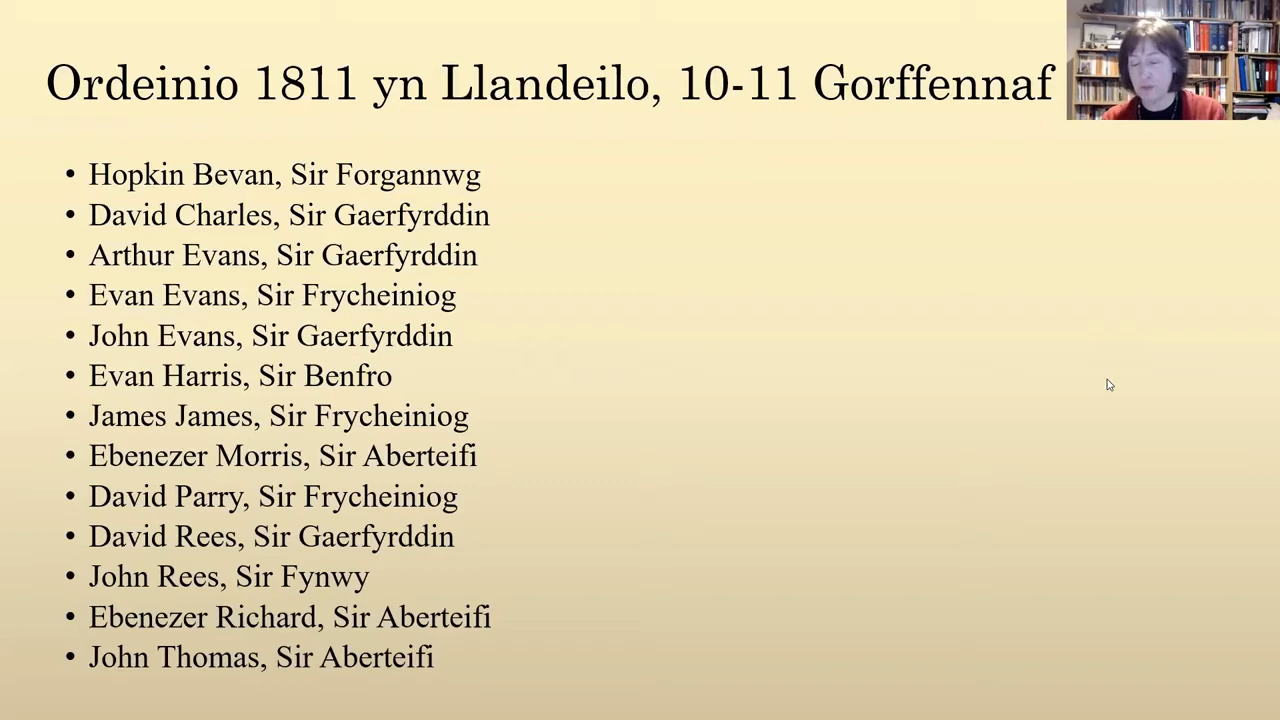 Ordeinio 1811 yn Llandeilo, 10-11 Gorffennaf
• Hopkin Bevan, Sir Forgannwg
• David Charles, Sir Gaerfyrddin
• Arthur Evans, Sir Gaerfyrddin
• Evan Evans, Sir Frycheiniog
• John Evans, Sir Gaerfyrddin
• Evan Harris, Sir Benfro
• James James, Sir Frycheiniog
• Ebenezer Morris, Sir Aberteifi
• David Parry, Sir Frycheiniog
• David Rees, Sir Gaerfyrddin
• John Rees, Sir Fynwy
• Ebenezer Richard, Sir Aberteifi
• John Thomas, Sir Aberteifi